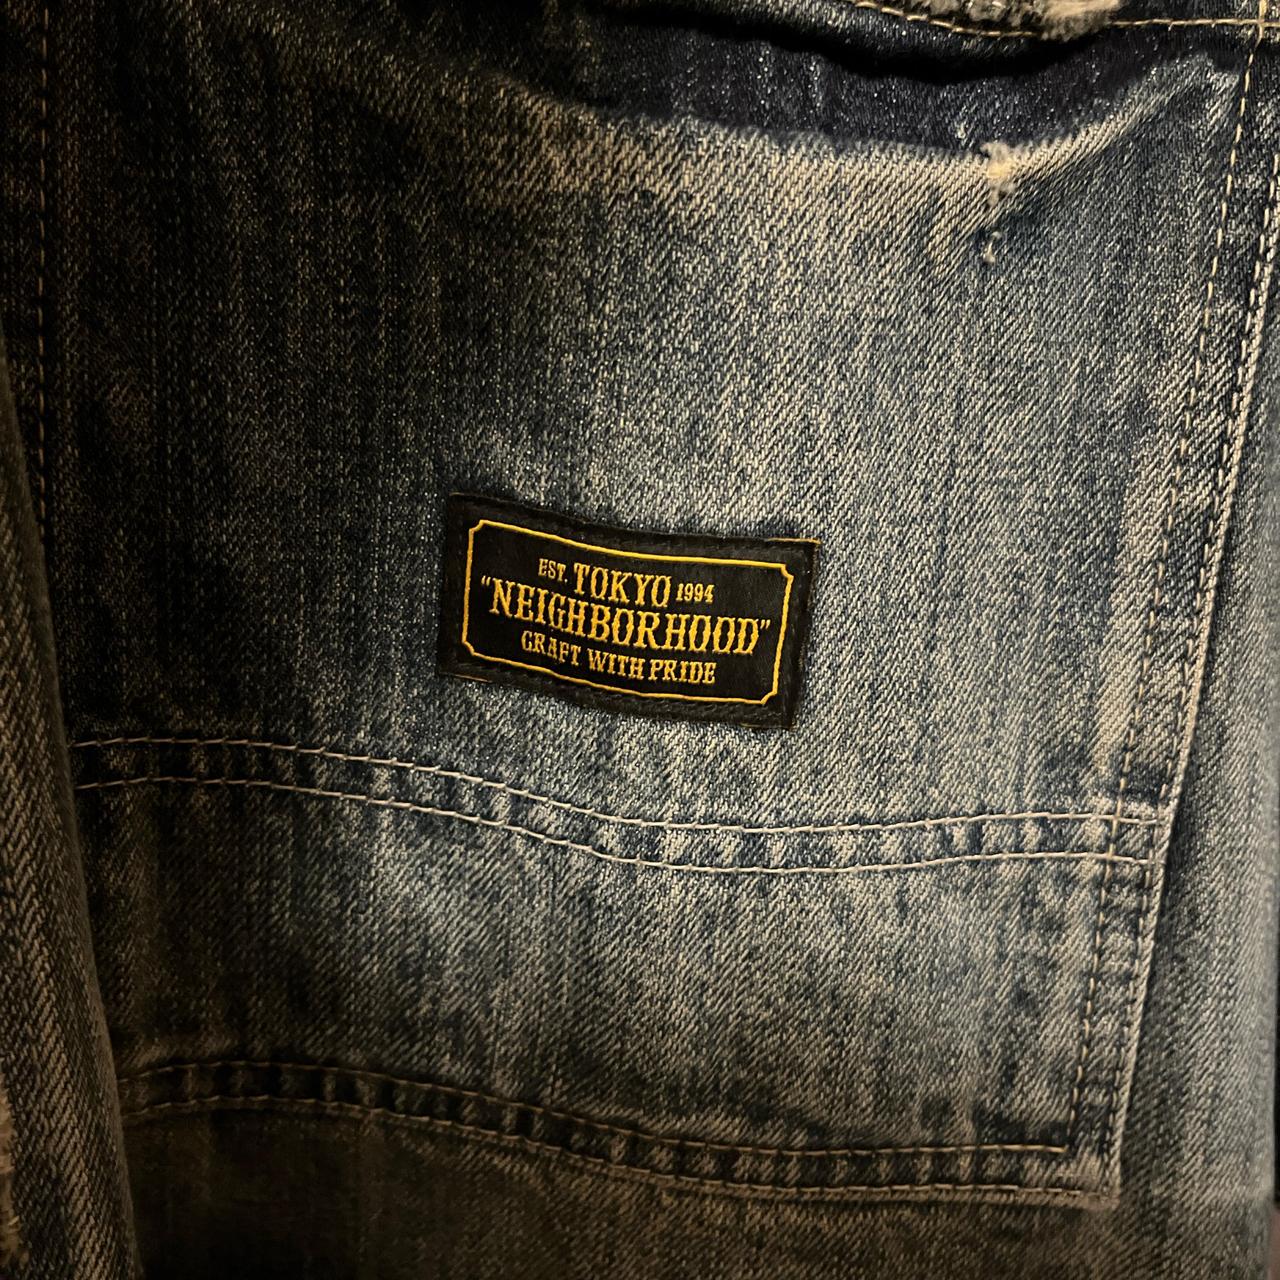 EST. TOKYO 1994
"NEIGHBORHOOD"
CRAFT WITH PRIDE